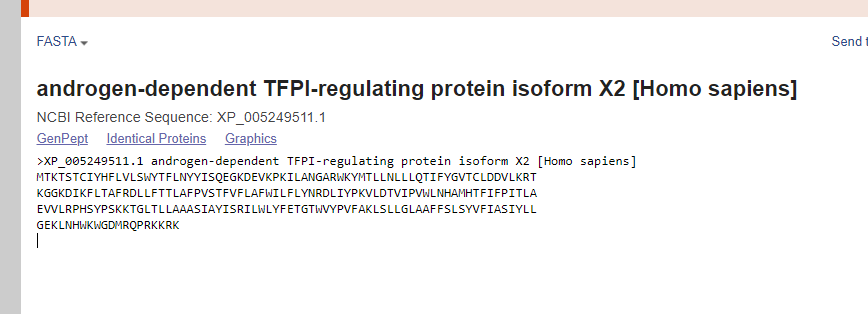 FASTA
Send t
androgen-dependent TFPI-regulating protein isoform X2 [Homo sapiens]
NCBI Reference Sequence: XP_005249511.1
GenPept Identical Proteins Graphics
>XP_005249511.1 androgen-dependent TFPI-regulating protein isoform X2 [Homo sapiens]
MTKTSTCIYHFLVLSWYTFLNYYISQEGKDEVKPKILANGARWKYMTLLNLLLQTIFYGVTCLDDVLKRT
KGGKDIKFLTAFRDLLFTTLAFPVSTFVFLAFWILFLYNRDLIYPKVLDTVIPVWLNHAMHTFIFPITLA
EVVLRPHSYPSKKTGLTLLAAASIAYISRILWLYFETGTWVYPVFAKLSLLGLAAFFSLSYVFIASIYLL
GEKLNHWKWGDMRQPRKKRK